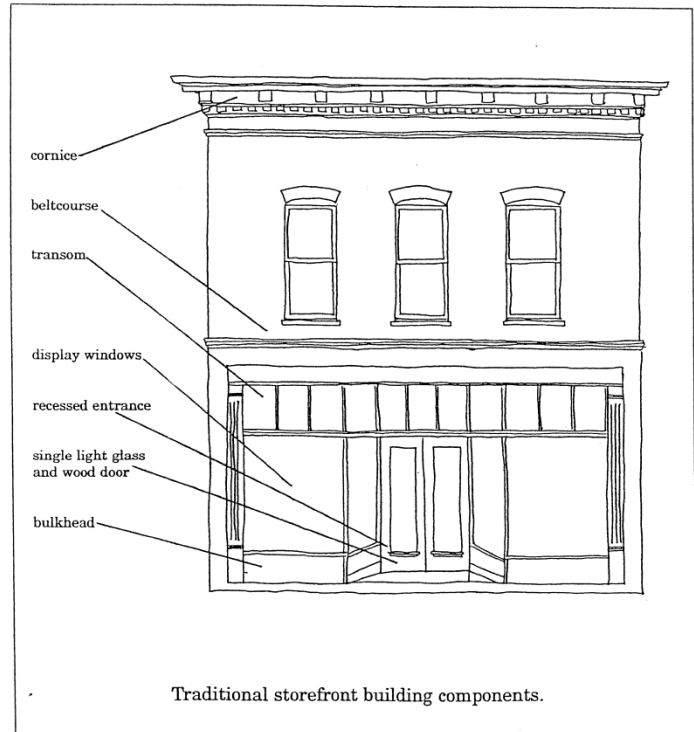 cornice
beltcourse
transom
display windows
recessed entrance
single light glass
and wood door
bulkhead
Traditional storefront building components.